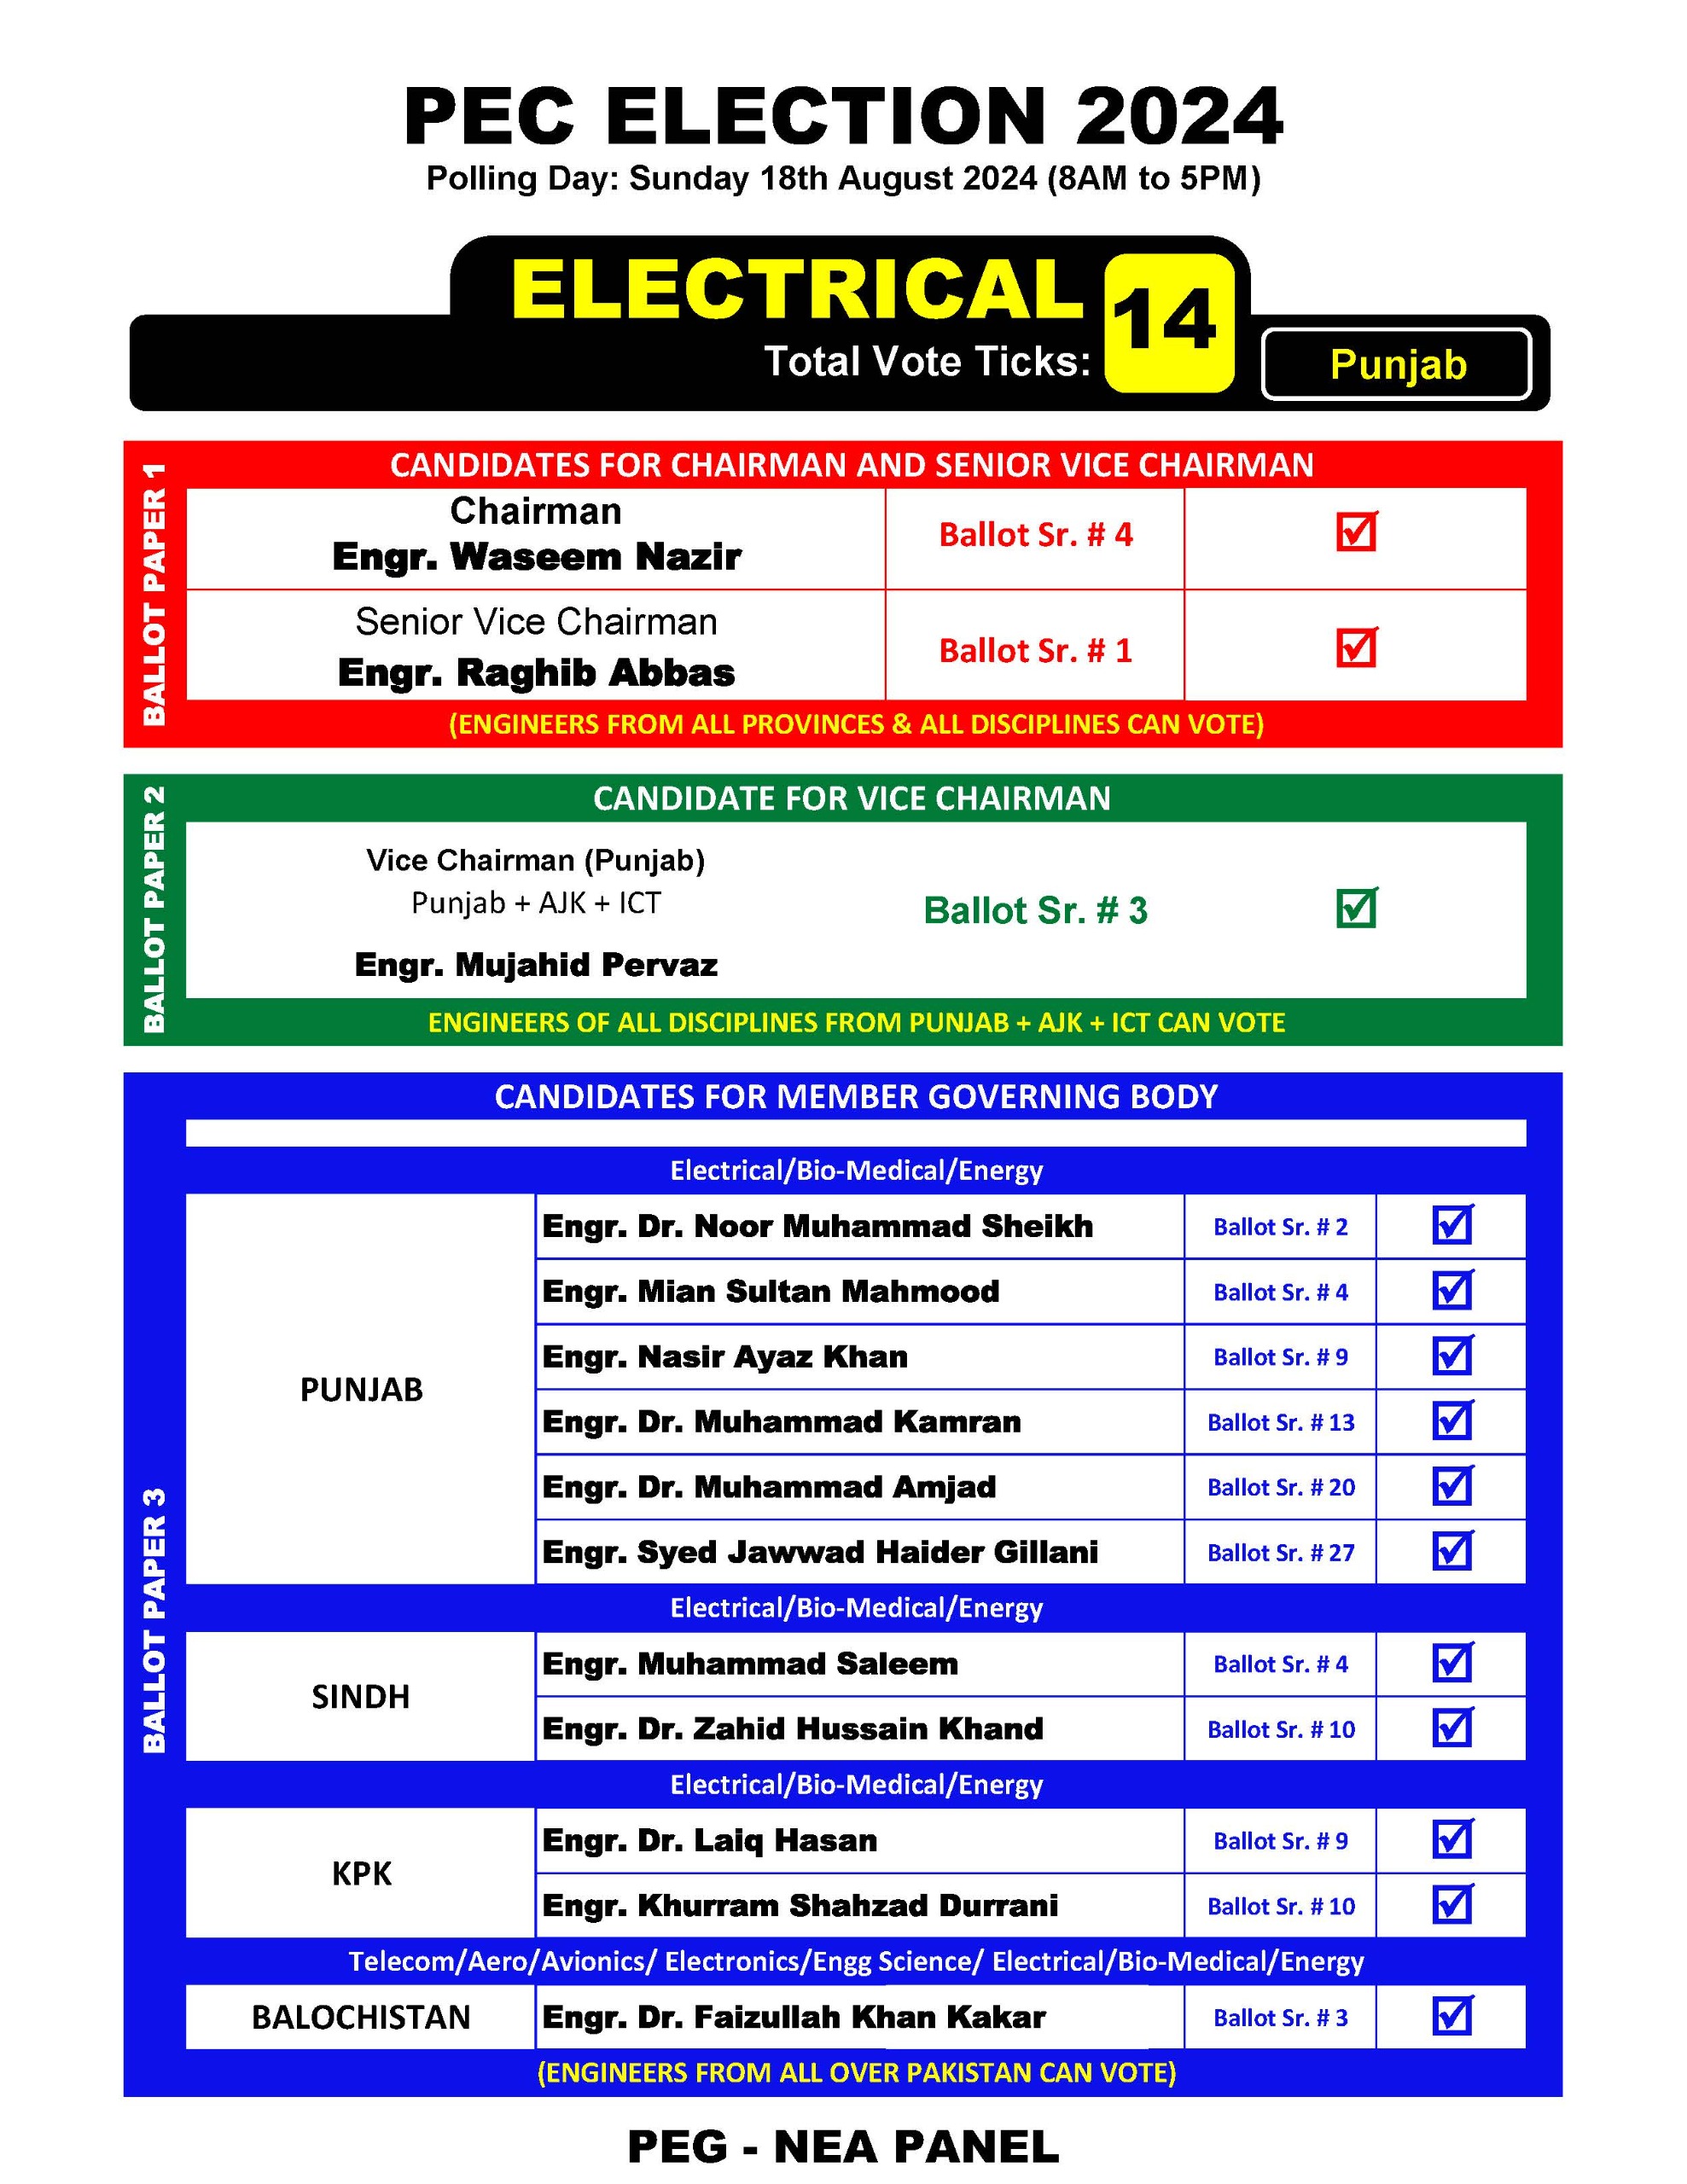 PEC ELECTION 2024
Polling Day: Sunday 18th August 2024 (8AM to 5PM)
ELECTRICAL 14
Total Vote Ticks:
Punjab
BALLOT PAPER 1
CANDIDATES FOR CHAIRMAN AND SENIOR VICE CHAIRMAN
Chairman
Engr. Waseem Nazir
Ballot Sr. # 4
Senior Vice Chairman
Engr. Raghib Abbas
Ballot Sr. # 1
(ENGINEERS FROM ALL PROVINCES & ALL DISCIPLINES CAN VOTE)
BALLOT PAPER 2
CANDIDATE FOR VICE CHAIRMAN
Vice Chairman (Punjab)
Punjab + AJK + ICT
Engr. Mujahid Pervaz
Ballot Sr. # 3
ENGINEERS OF ALL DISCIPLINES FROM PUNJAB + AJK + ICT CAN VOTE
BALLOT PAPER 3
CANDIDATES FOR MEMBER GOVERNING BODY
Electrical/Bio-Medical/Energy
PUNJAB
Engr. Dr. Noor Muhammad Sheikh Ballot Sr. # 2
Engr. Mian Sultan Mahmood Ballot Sr. # 4
Engr. Nasir Ayaz Khan Ballot Sr. # 9
Engr. Dr. Muhammad Kamran Ballot Sr. # 13
Engr. Dr. Muhammad Amjad Ballot Sr. # 20
Engr. Syed Jawwad Haider Gillani Ballot Sr. # 27
Electrical/Bio-Medical/Energy
SINDH
Engr. Muhammad Saleem Ballot Sr. # 4
Engr. Dr. Zahid Hussain Khand Ballot Sr. # 10
Electrical/Bio-Medical/Energy
KPK
Engr. Dr. Laiq Hasan Ballot Sr. # 9
Engr. Khurram Shahzad Durrani Ballot Sr. # 10
Telecom/Aero/Avionics/ Electronics/Engg Science/ Electrical/Bio-Medical/Energy
BALOCHISTAN Engr. Dr. Faizullah Khan Kakar Ballot Sr. # 3
(ENGINEERS FROM ALL OVER PAKISTAN CAN VOTE)
PEG - NEA PANEL